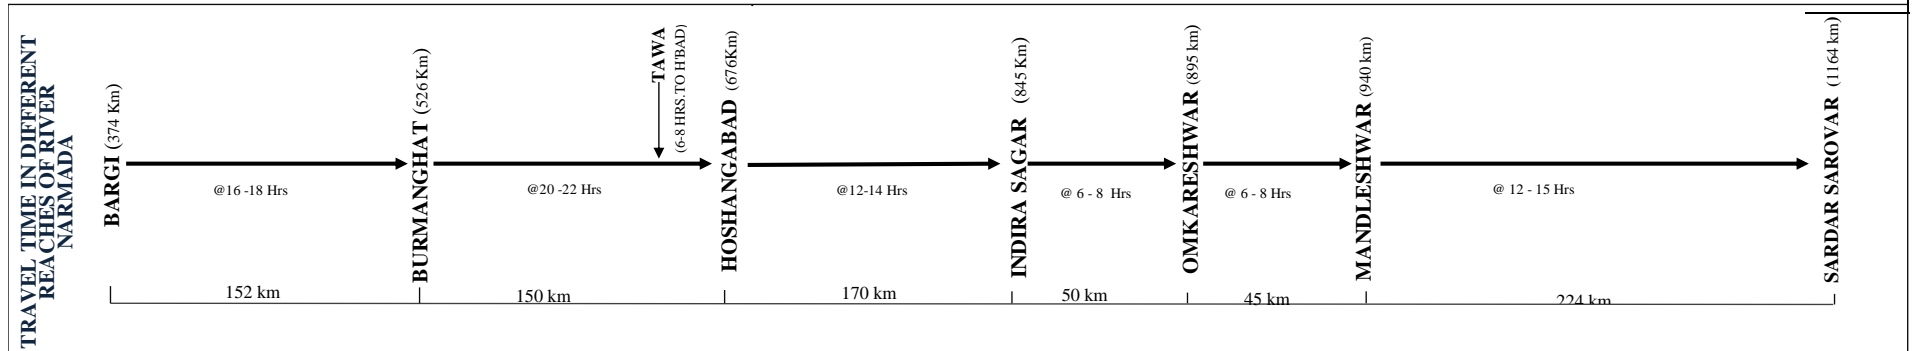 TRAVEL TIME IN DIFFERENT
REACHES OF RIVER
NARMADA
BARGI (374 Km)
@16 -18 Hrs
BURMANGHAT (526 Km)
@20 -22 Hrs
TAWA
(6-8 HRS.TO H'BAD)
HOSHANGABAD (676Km)
@12-14 Hrs
INDIRA SAGAR (845 Km)
@ 6 - 8 Hrs
OMKARESHWAR (895 km)
@ 6 - 8 Hrs
MANDLESHWAR (940 km)
@ 12 - 15 Hrs
SARDAR SAROVAR (1164 km)
152 km
150 km
170 km
50 km
45 km
224 km